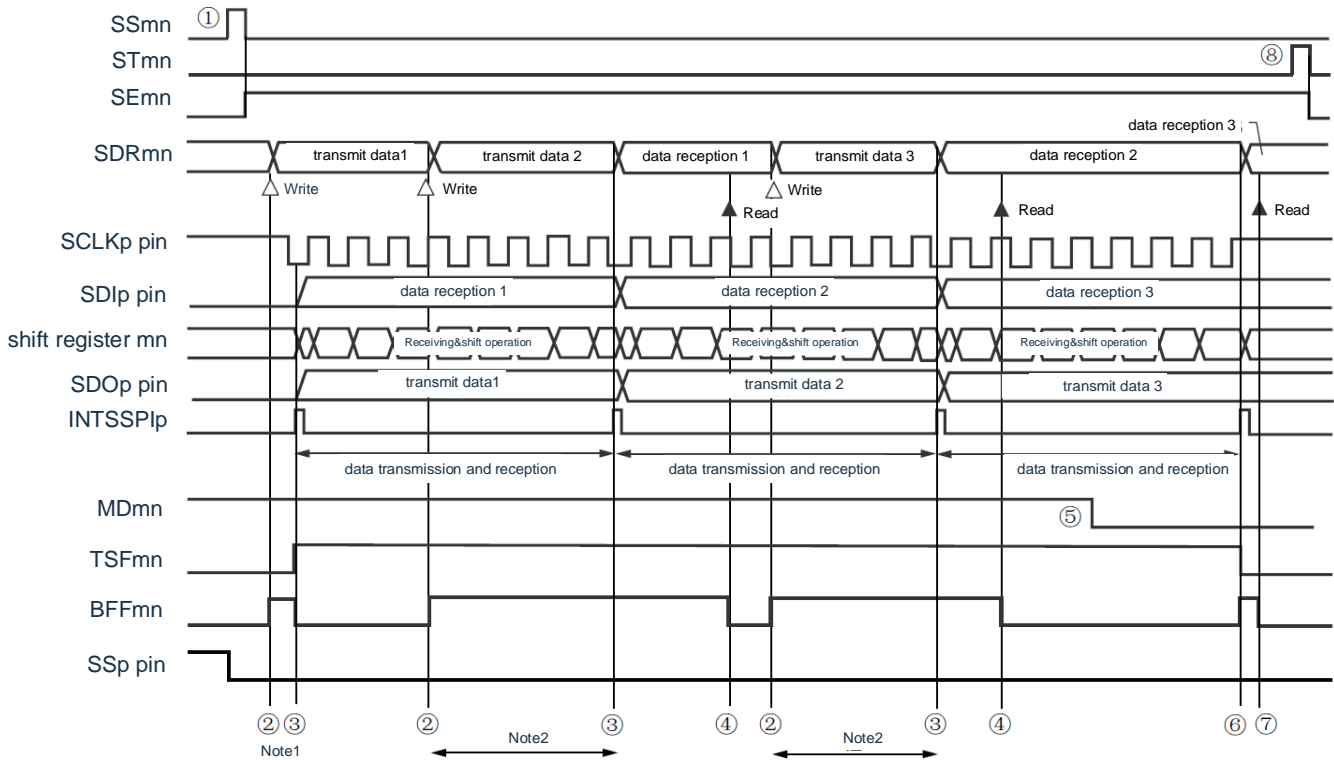 ① SSmn
STmn ⑧
SEmn
data reception 3
SDRmn transmit data1 transmit data 2 data reception 1 transmit data 3 data reception 2
Write Write Write
Read Read Read
SCLKp pin
SDIp pin data reception 1 data reception 2 data reception 3
shift register mn Receiving&shift operation Receiving&shift operation Receiving&shift operation
SDOp pin transmit data1 transmit data 2 transmit data 3
INTSSPIp
data transmission and reception data transmission and reception data transmission and reception
MDmn ⑤
TSFmn
BFFmn
SSp pin
② ③ ② ③ ④ ② ③ ④ ⑥ ⑦
Note1 Note2 Note2